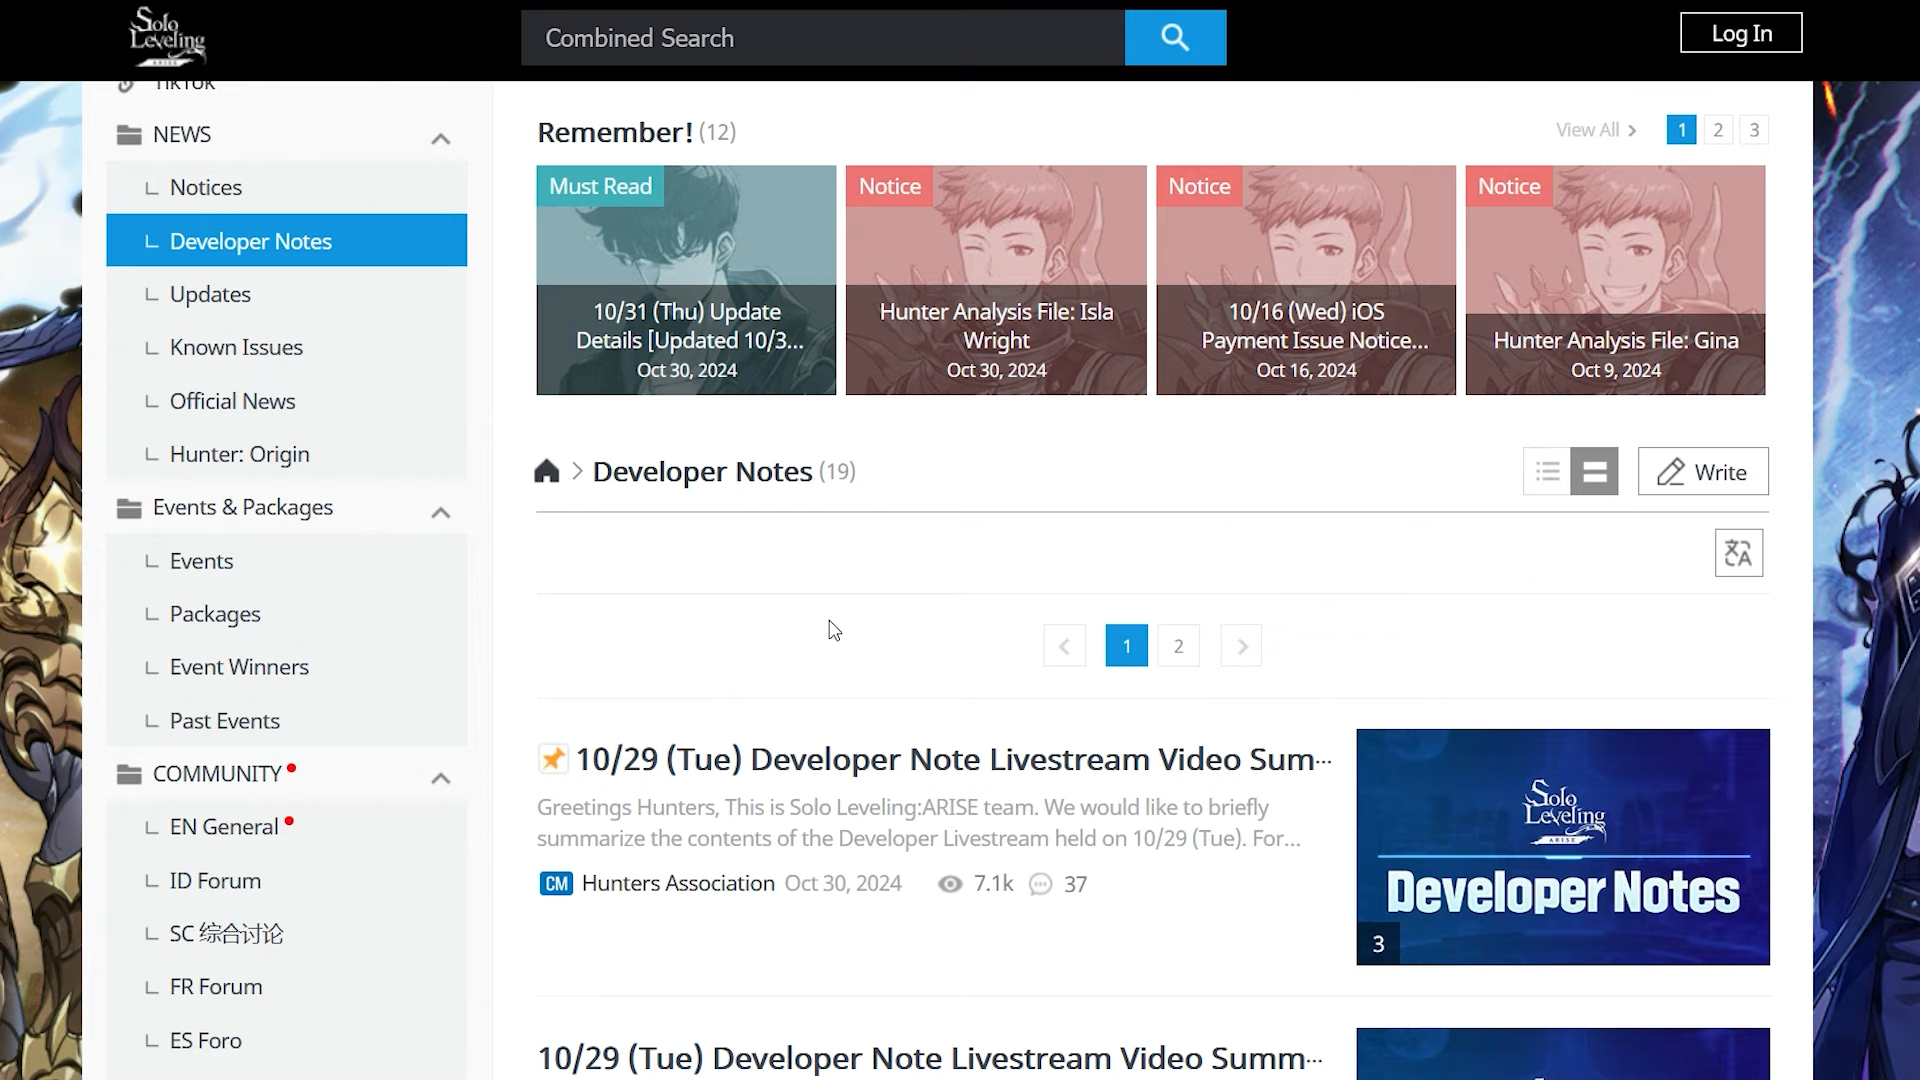 Solo
Leveling
ARISE
Combined Search
Log In
TIKTOK
NEWS
Notices
Developer Notes
Updates
Known Issues
Official News
Hunter: Origin
Events & Packages
Events
Packages
Event Winners
Past Events
COMMUNITY
EN General
ID Forum
SC 综合讨论
FR Forum
ES Foro
Remember! (12)
View All
1 2 3
Must Read
10/31 (Thu) Update
Details [Updated 10/3...
Oct 30, 2024
Notice
Hunter Analysis File: Isla
Wright
Oct 30, 2024
Notice
10/16 (Wed) iOS
Payment Issue Notice...
Oct 16, 2024
Notice
Hunter Analysis File: Gina
Oct 9, 2024
Developer Notes (19)
Write
文A
1 2
10/29 (Tue) Developer Note Livestream Video Sum...
Greetings Hunters, This is Solo Leveling:ARISE team. We would like to briefly
summarize the contents of the Developer Livestream held on 10/29 (Tue). For...
CM Hunters Association Oct 30, 2024 7.1k 37
Solo
Leveling
ARISE
Developer Notes
3
10/29 (Tue) Developer Note Livestream Video Summ...